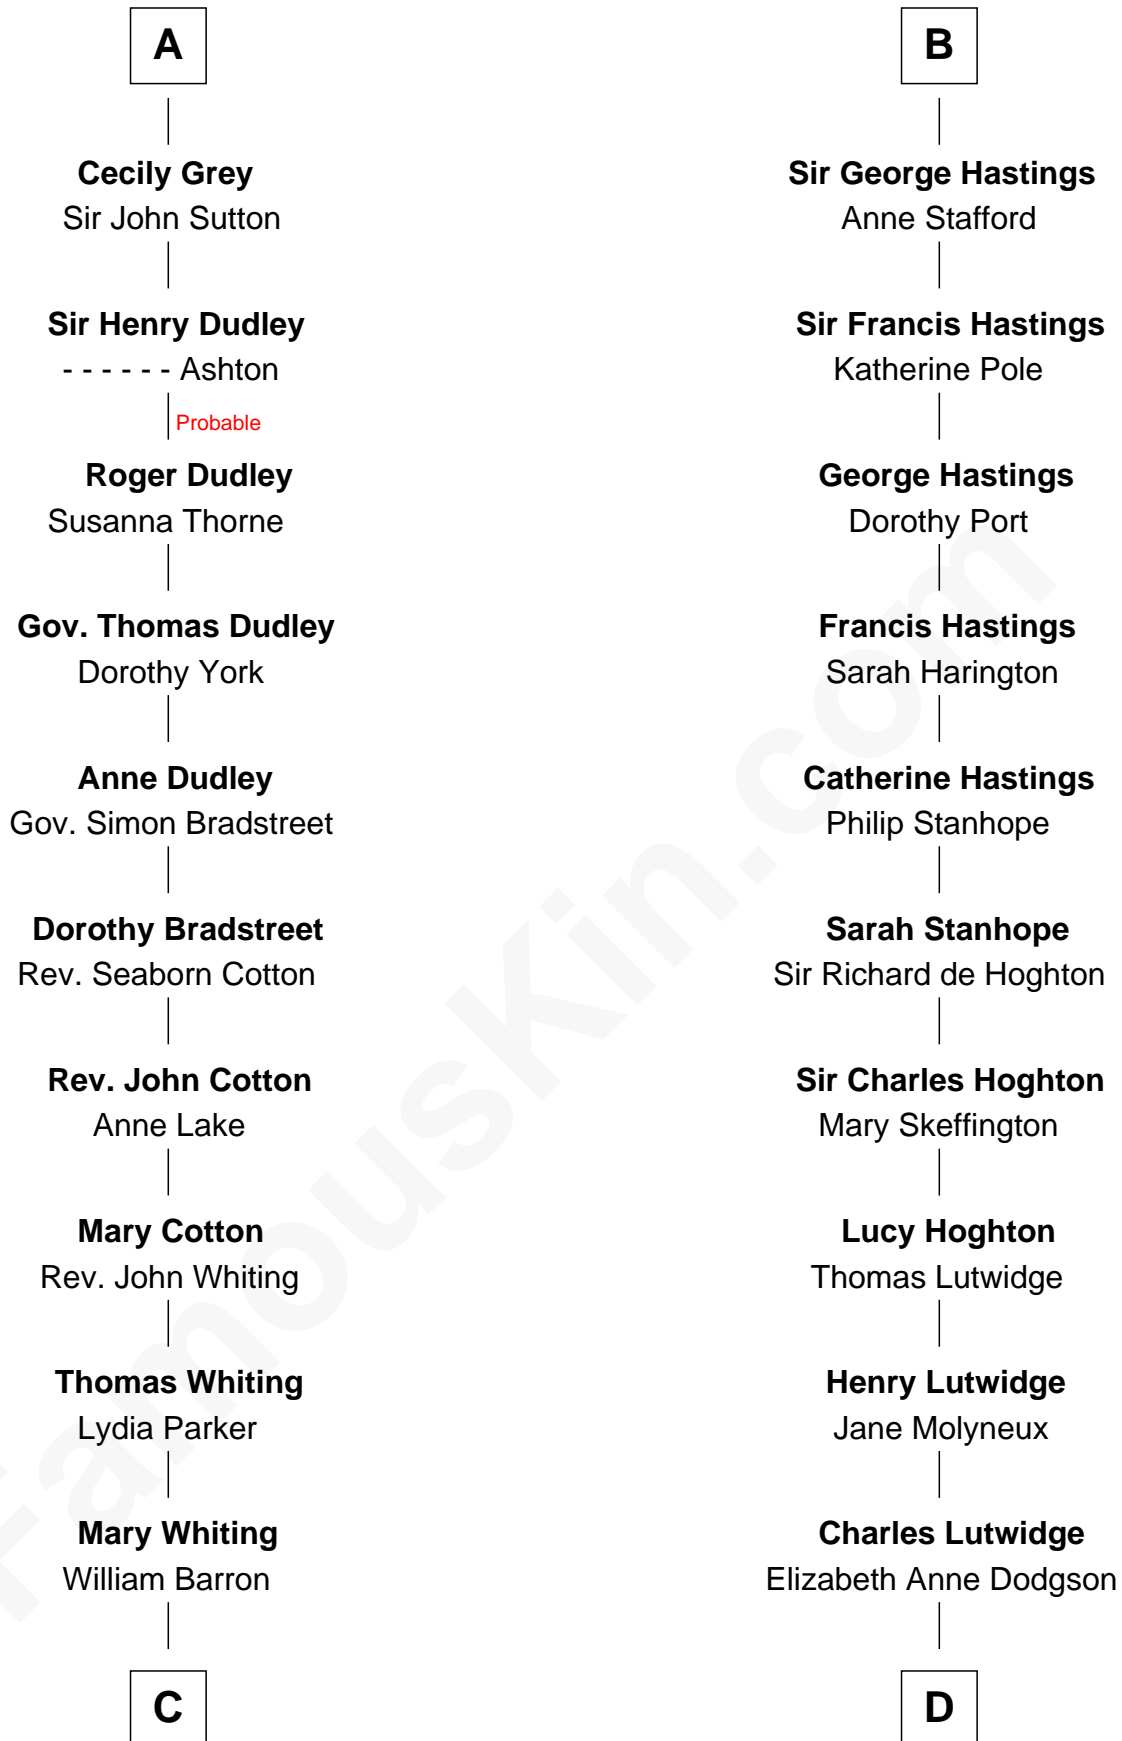 A
Cecily Grey
Sir John Sutton
Sir Henry Dudley
- - - - - - Ashton
Probable
Roger Dudley
Susanna Thorne
Gov. Thomas Dudley
Dorothy York
Anne Dudley
Gov. Simon Bradstreet
Dorothy Bradstreet
Rev. Seaborn Cotton
Rev. John Cotton
Anne Lake
Mary Cotton
Rev. John Whiting
Thomas Whiting
Lydia Parker
Mary Whiting
William Barron
C
B
Sir George Hastings
Anne Stafford
Sir Francis Hastings
Katherine Pole
George Hastings
Dorothy Port
Francis Hastings
Sarah Harington
Catherine Hastings
Philip Stanhope
Sarah Stanhope
Sir Richard de Hoghton
Sir Charles Hoghton
Mary Skeffington
Lucy Hoghton
Thomas Lutwidge
Henry Lutwidge
Jane Molyneux
Charles Lutwidge
Elizabeth Anne Dodgson
D
FamousKin.com